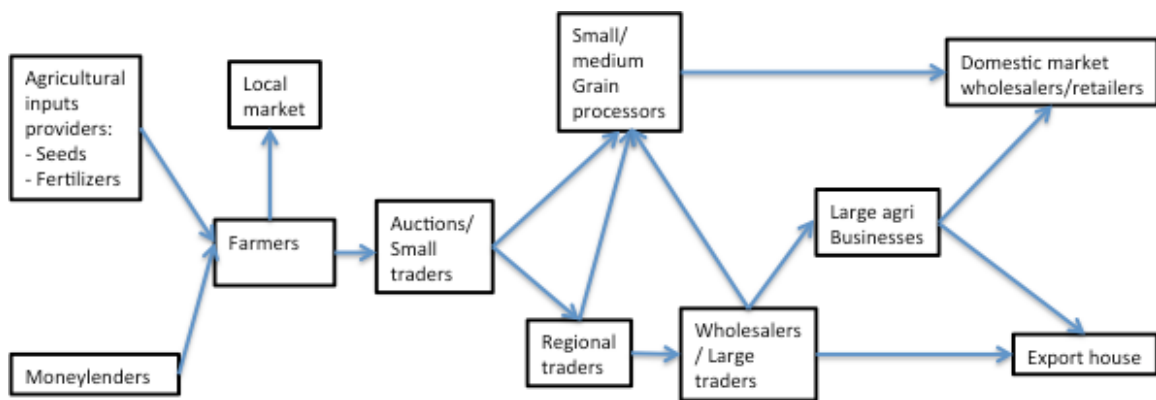 Agricultural
inputs
providers:
- Seeds
- Fertilizers
Local
market
Small/
medium
Grain
processors
Domestic market
wholesalers/retailers
Farmers
Auctions/
Small
traders
Large agri
Businesses
Moneylenders
Regional
traders
Wholesalers
/ Large
traders
Export house